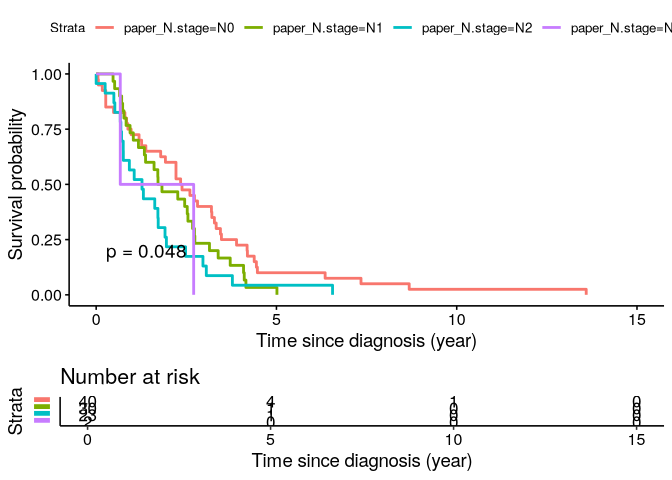 Strata paper_N.stage=N0 paper_N.stage=N1 paper_N.stage=N2 paper_N.stage=N
Survival probability
1.00
0.75
0.50
0.25
0.00
p = 0.048
0 5 10 15
Time since diagnosis (year)
Number at risk
Strata
40 4 1 0
0 5 10 15
Time since diagnosis (year)